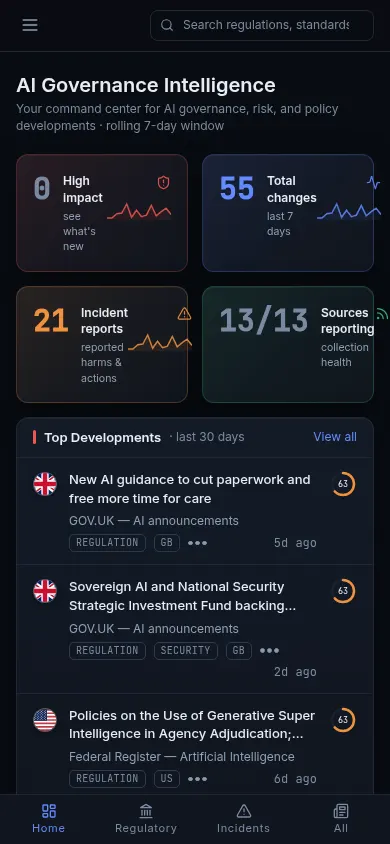 Search regulations, standards
AI Governance Intelligence
Your command center for AI governance, risk, and policy
developments · rolling 7-day window
0
High
impact
see
what's
new
55
Total
changes
last 7
days
21
Incident
reports
reported
harms &
actions
13/13
Sources
reporting
collection
health
Top Developments · last 30 days
View all
New AI guidance to cut paperwork and
free more time for care
63
GOV.UK — AI announcements
REGULATION GB ••• 5d ago
Sovereign AI and National Security
Strategic Investment Fund backing...
63
GOV.UK — AI announcements
REGULATION SECURITY GB •••
2d ago
Policies on the Use of Generative Super
Intelligence in Agency Adjudication;...
63
Federal Register — Artificial Intelligence
REGULATION US ••• 6d ago
Home Regulatory Incidents All